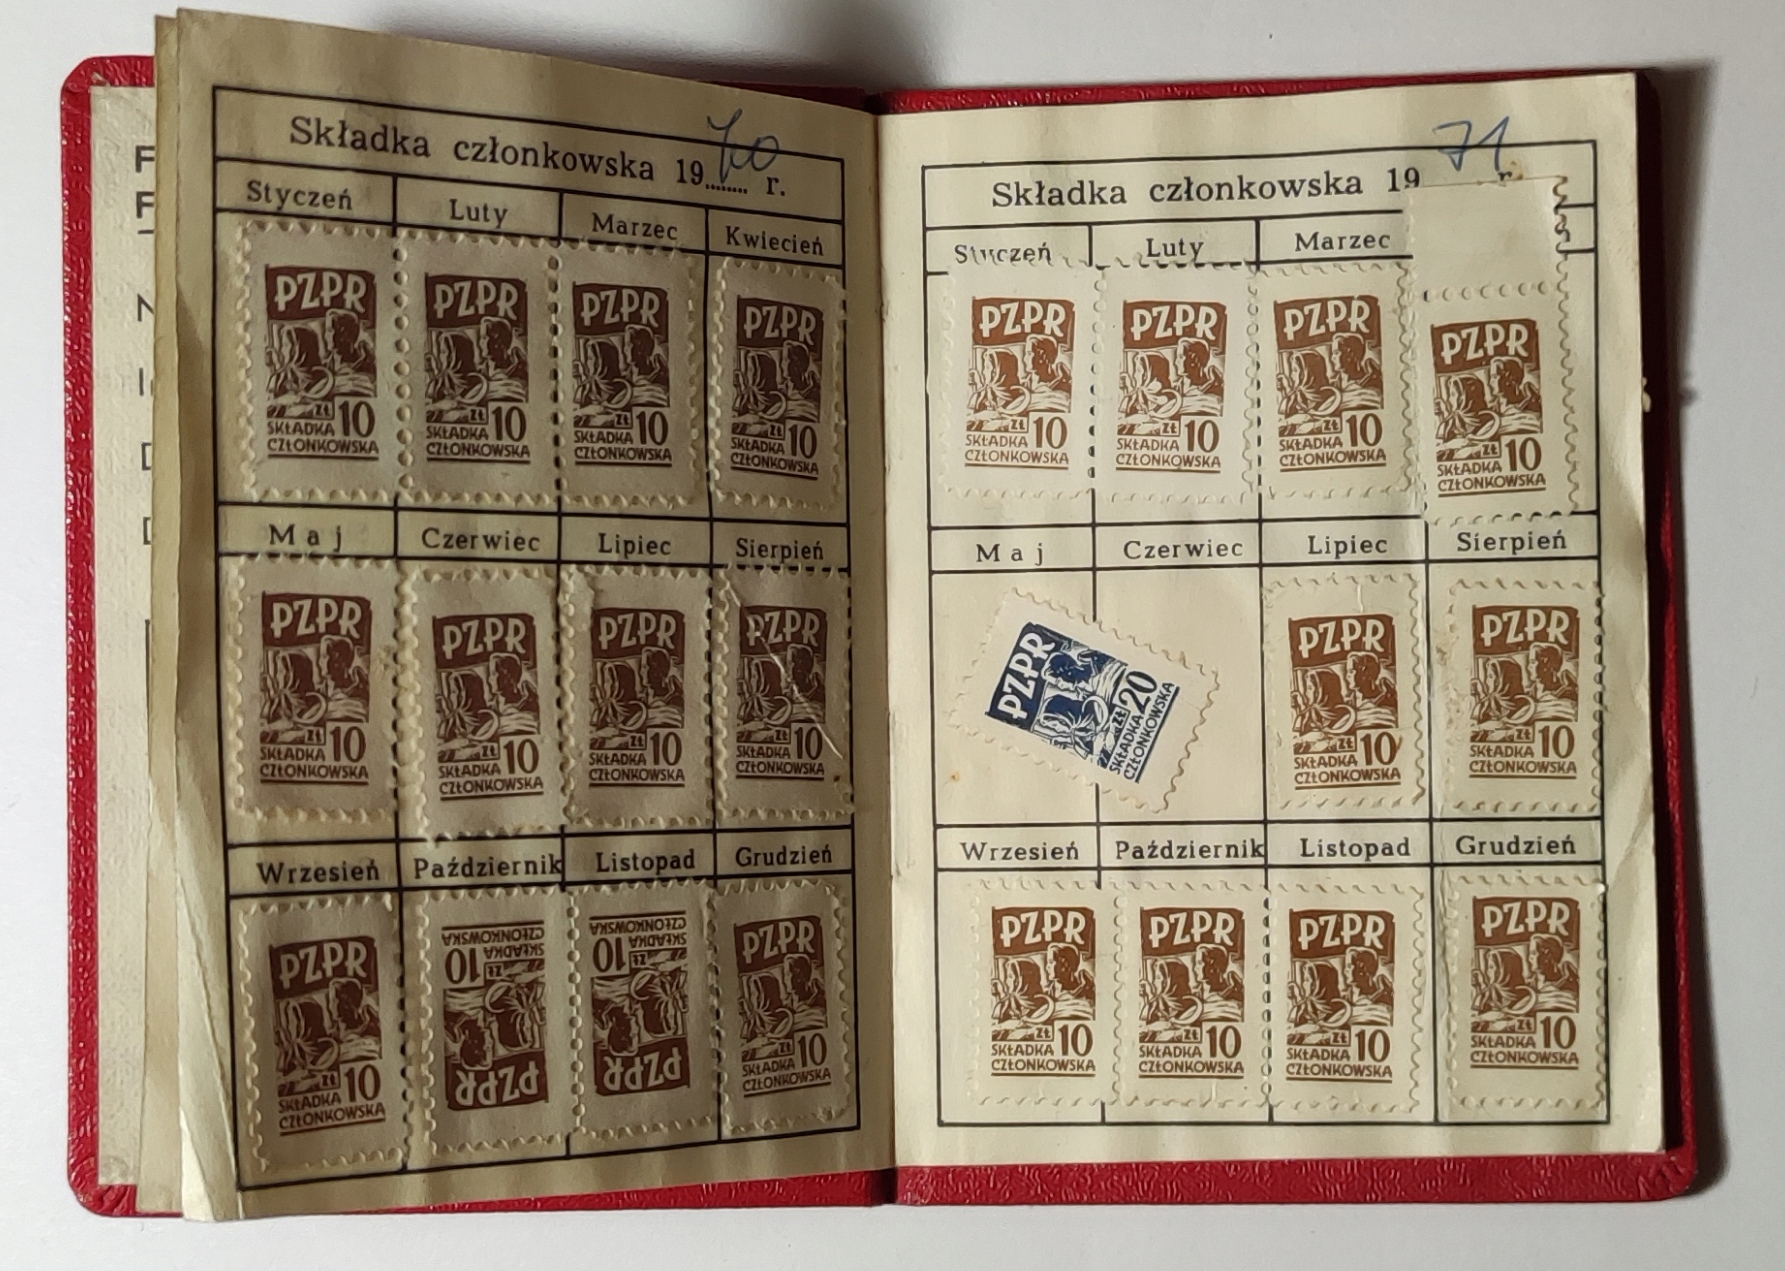 Składka członkowska 1970 r.
Styczeń Luty Marzec Kwiecień
PZPR PZPR PZPR PZPR
zł 10 zł 10 zł 10 zł 10
SKŁADKA SKŁADKA SKŁADKA SKŁADKA
CZŁONKOWSKA CZŁONKOWSKA CZŁONKOWSKA CZŁONKOWSKA
Maj Czerwiec Lipiec Sierpień
PZPR PZPR PZPR PZPR
zł 10 zł 10 zł 10 zł 10
SKŁADKA SKŁADKA SKŁADKA SKŁADKA
CZŁONKOWSKA CZŁONKOWSKA CZŁONKOWSKA CZŁONKOWSKA
Wrzesień Październik Listopad Grudzień
PZPR PZPR PZPR PZPR
zł 10 zł 10 zł 10 zł 10
SKŁADKA SKŁADKA SKŁADKA SKŁADKA
CZŁONKOWSKA CZŁONKOWSKA CZŁONKOWSKA CZŁONKOWSKA
Składka członkowska 1971 r.
Styczeń Luty Marzec
PZPR PZPR PZPR PZPR
zł 10 zł 10 zł 10 zł 10
SKŁADKA SKŁADKA SKŁADKA SKŁADKA
CZŁONKOWSKA CZŁONKOWSKA CZŁONKOWSKA CZŁONKOWSKA
Maj Czerwiec Lipiec Sierpień
PZPR PZPR PZPR
zł 20 zł 10 zł 10
SKŁADKA SKŁADKA SKŁADKA
CZŁONKOWSKA CZŁONKOWSKA CZŁONKOWSKA
Wrzesień Październik Listopad Grudzień
PZPR PZPR PZPR PZPR
zł 10 zł 10 zł 10 zł 10
SKŁADKA SKŁADKA SKŁADKA SKŁADKA
CZŁONKOWSKA CZŁONKOWSKA CZŁONKOWSKA CZŁONKOWSKA